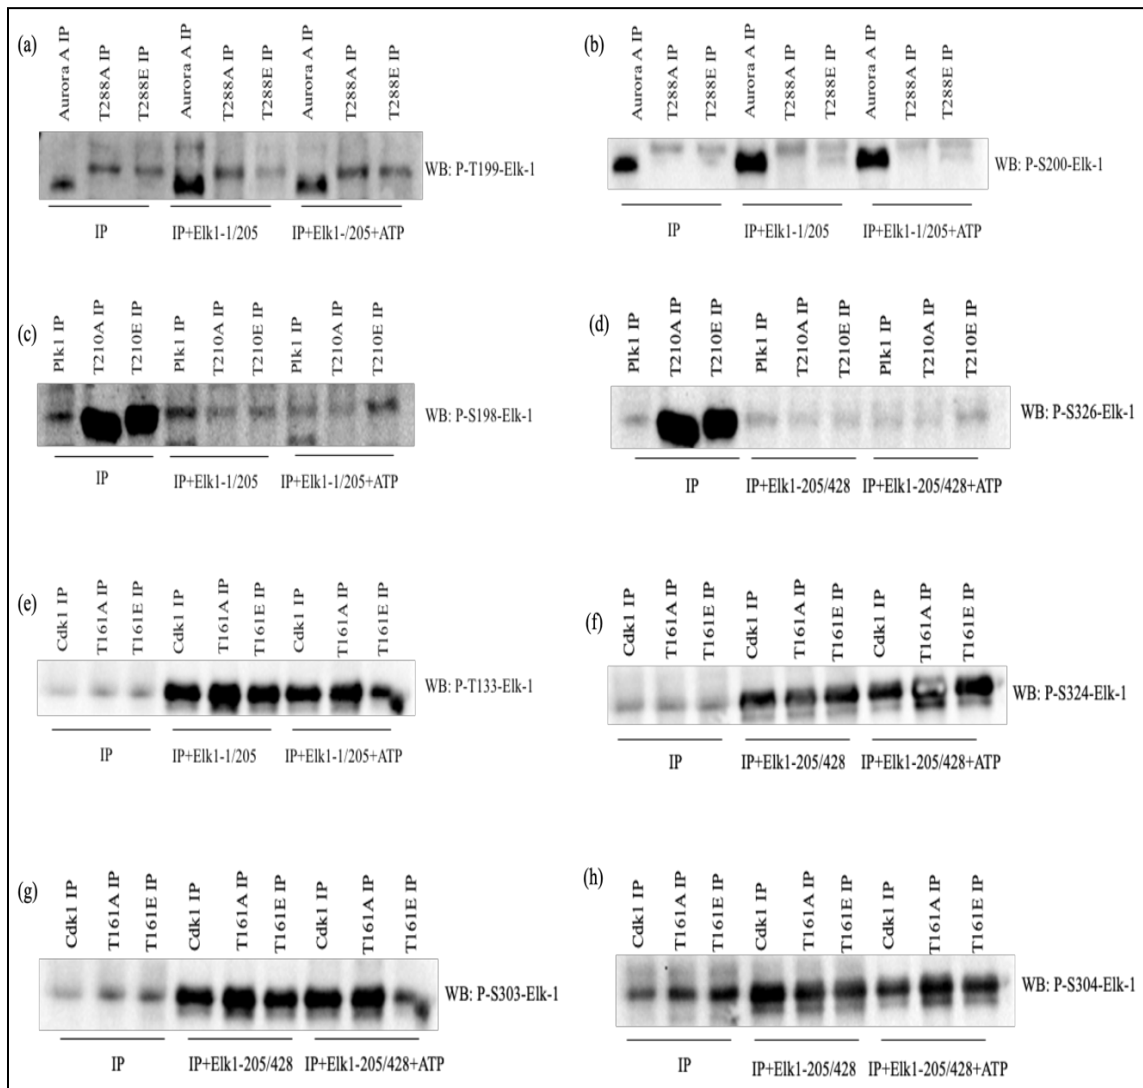 (a)
Aurora A IP
T288A IP
T288E IP
Aurora A IP
T288A IP
T288E IP
Aurora A IP
T288A IP
T288E IP
WB: P-T199-Elk-1
IP
IP+Elk1-1/205
IP+Elk1-/205+ATP
(b)
Aurora A IP
T288A IP
T288E IP
Aurora A IP
T288A IP
T288E IP
Aurora A IP
T288A IP
T288E IP
WB: P-S200-Elk-1
IP
IP+Elk1-1/205
IP+Elk1-1/205+ATP
(c)
Plk1 IP
T210A IP
T210E IP
Plk1 IP
T210A IP
T210E IP
Plk1 IP
T210A IP
T210E IP
WB: P-S198-Elk-1
IP
IP+Elk1-1/205
IP+Elk1-1/205+ATP
(d)
Plk1 IP
T210A IP
T210E IP
Plk1 IP
T210A IP
T210E IP
Plk1 IP
T210A IP
T210E IP
WB: P-S326-Elk-1
IP
IP+Elk1-205/428
IP+Elk1-205/428+ATP
(e)
Cdk1 IP
T161A IP
T161E IP
Cdk1 IP
T161A IP
T161E IP
Cdk1 IP
T161A IP
T161E IP
WB: P-T133-Elk-1
IP
IP+Elk1-1/205
IP+Elk1-1/205+ATP
(f)
Cdk1 IP
T161A IP
T161E IP
Cdk1 IP
T161A IP
T161E IP
Cdk1 IP
T161A IP
T161E IP
WB: P-S324-Elk-1
IP
IP+Elk1-205/428
IP+Elk1-205/428+ATP
(g)
Cdk1 IP
T161A IP
T161E IP
Cdk1 IP
T161A IP
T161E IP
Cdk1 IP
T161A IP
T161E IP
WB: P-S303-Elk-1
IP
IP+Elk1-205/428
IP+Elk1-205/428+ATP
(h)
Cdk1 IP
T161A IP
T161E IP
Cdk1 IP
T161A IP
T161E IP
Cdk1 IP
T161A IP
T161E IP
WB: P-S304-Elk-1
IP
IP+Elk1-205/428
IP+Elk1-205/428+ATP